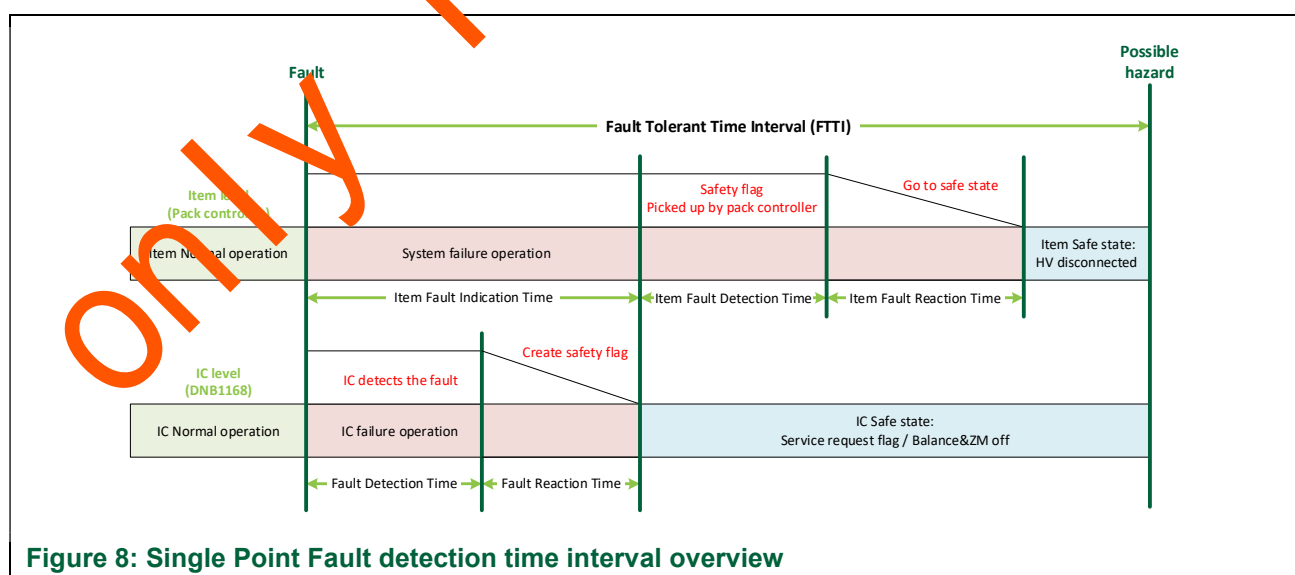 Fault
Possible
hazard
Fault Tolerant Time Interval (FTTI)
Item level
(Pack controller)
Safety flag
Picked up by pack controller
Go to safe state
Item Normal operation
System failure operation
Item Safe state:
HV disconnected
Item Fault Indication Time
Item Fault Detection Time
Item Fault Reaction Time
only
IC level
(DNB1168)
IC detects the fault
Create safety flag
IC Normal operation
IC failure operation
IC Safe state:
Service request flag / Balance&ZM off
Fault Detection Time
Fault Reaction Time
Figure 8: Single Point Fault detection time interval overview